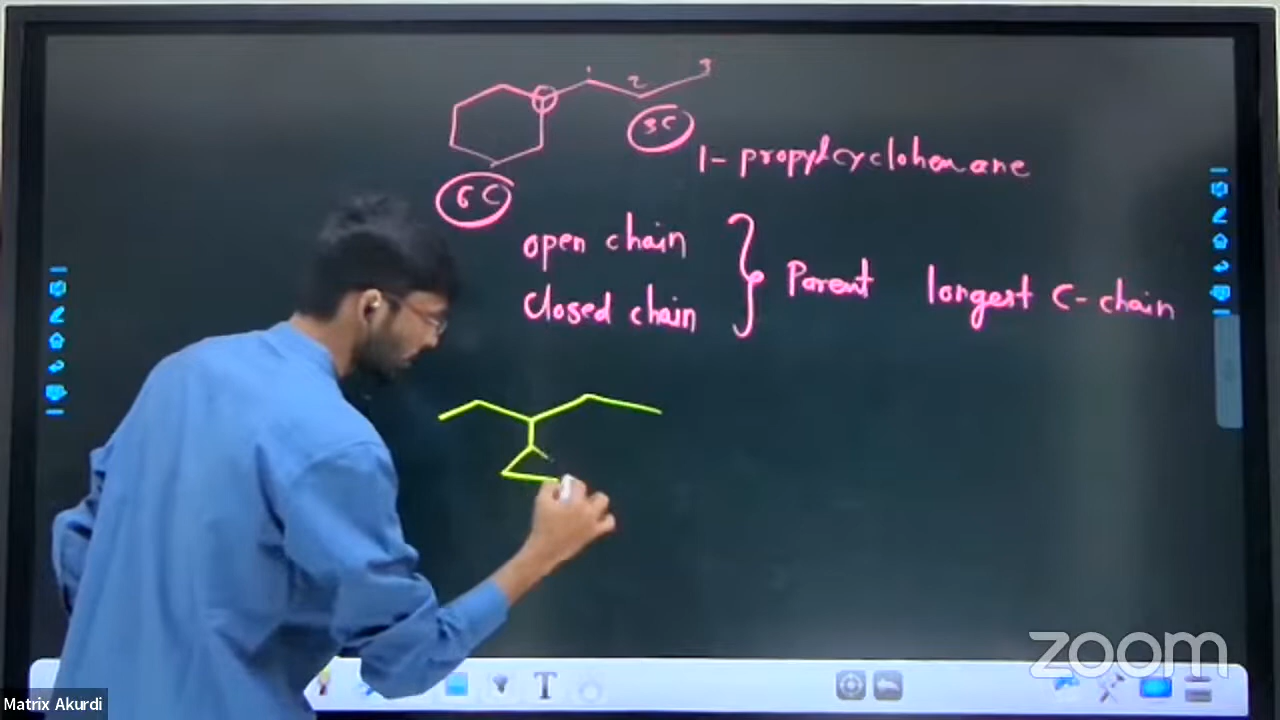 1 2 3
3C
1- propylcyclohexane
6C
open chain
closed chain
} Parent longest C-chain
zoom
T
Matrix Akurdi